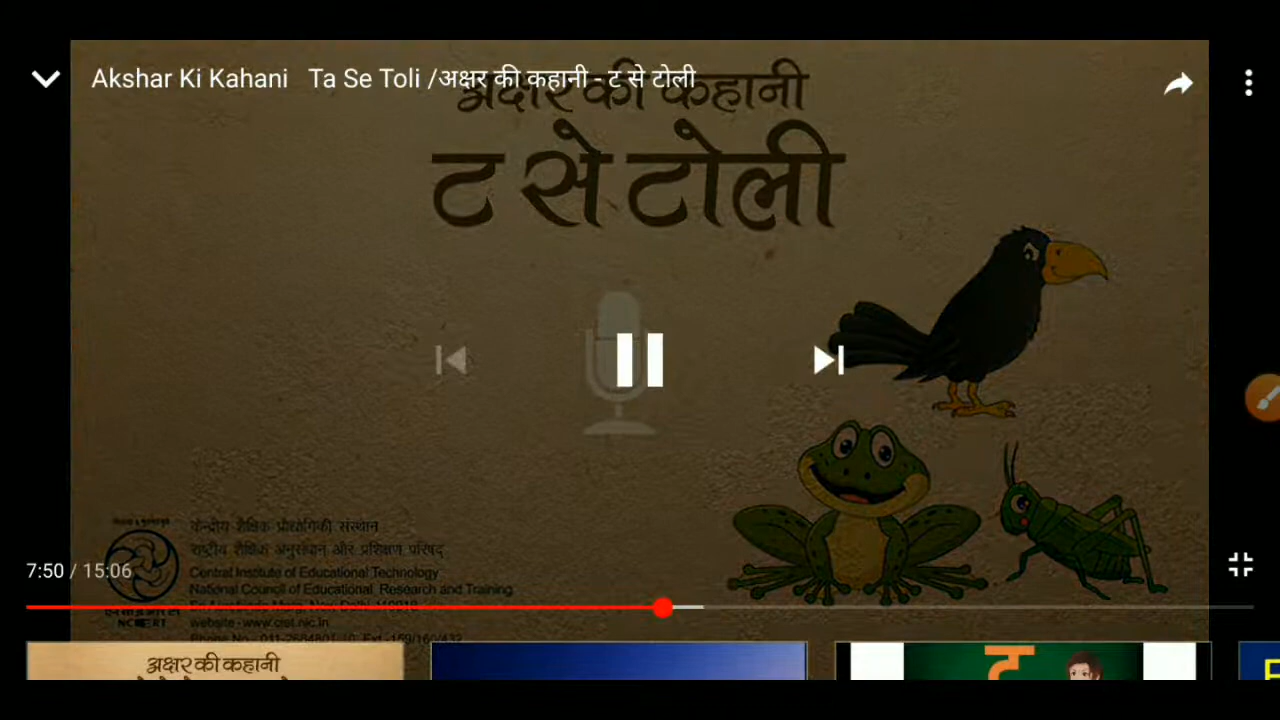 Akshar Ki Kahani Ta Se Toli /अक्षर की कहानी - ट से टोली
अक्षर की कहानी
ट से टोली
केन्द्रीय शैक्षिक प्रौद्योगिकी संस्थान
राष्ट्रीय शैक्षिक अनुसंधान और प्रशिक्षण परिषद्
Central Institute of Educational Technology
National Council of Educational Research and Training
website - www.ciet.nic.in
NCERT
7:50 / 15:06
अक्षर की कहानी
ट